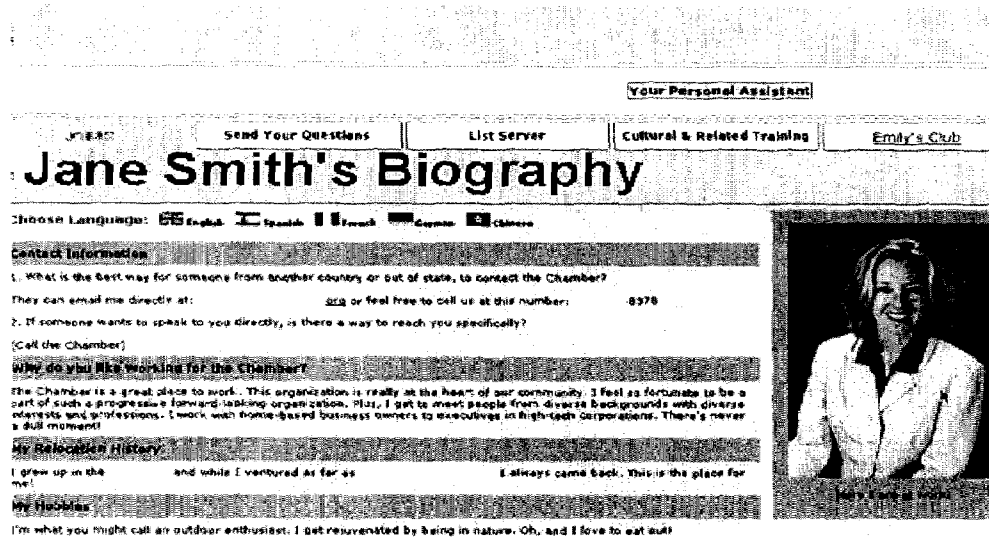 Your Personal Assistant
Send Your Questions
List Server
Cultural & Related Training
Emily's Club
Jane Smith's Biography
Choose Language: English Spanish French German Chinese
Contact Information
1. What is the best way for someone from another country or out of state, to contact the Chamber?
They can email me directly at: org or feel free to call us at this number: -8378
2. If someone wants to speak to you directly, is there a way to reach you specifically?
[Call the Chamber]
Why do you like working for the Chamber?
The Chamber is a great place to work. This organization is really at the heart of our community. I feel so fortunate to be a
part of such a progressive forward-looking organization. Plus, I get to meet people from diverse backgrounds with diverse
interests and professions. I work with home-based business owners to executives in high-tech corporations. There's never
a dull moment!
My Relocation History:
I grew up in the and while I ventured as far as I always came back. This is the place for
me!
My Hobbies
I'm what you might call an outdoor enthusiast. I get rejuvenated by being in nature. Oh, and I love to eat out!